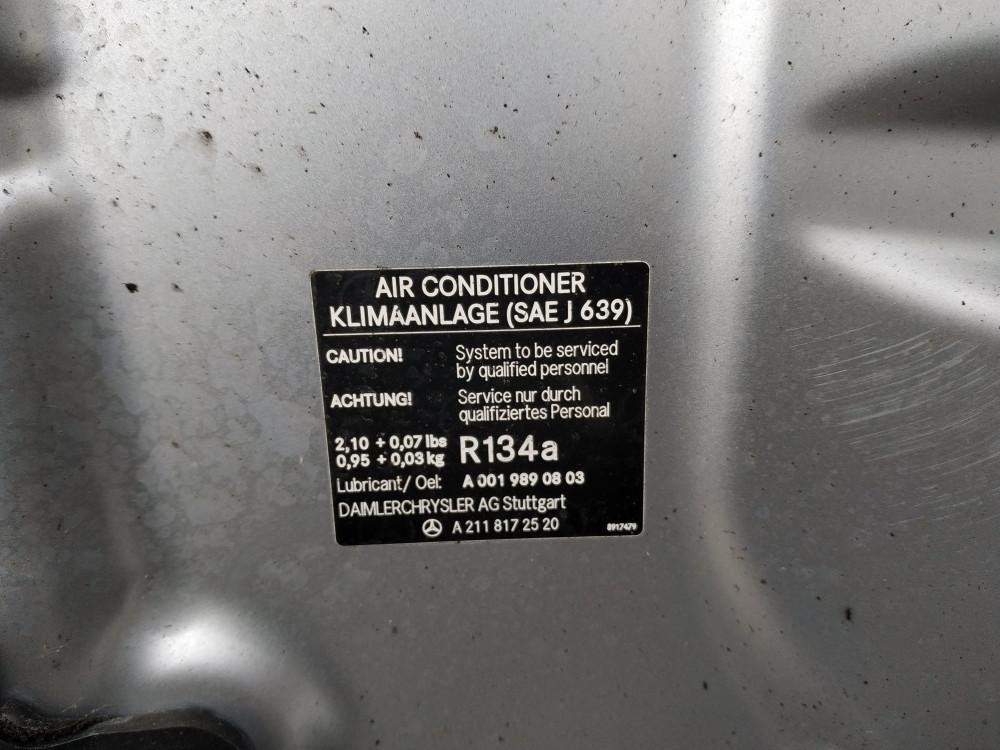 AIR CONDITIONER
KLIMAANLAGE (SAE J 639)
CAUTION! System to be serviced
by qualified personnel
ACHTUNG! Service nur durch
qualifiziertes Personal
2,10 + 0,07 lbs R134a
0,95 + 0,03 kg
Lubricant/ Oel: A 001 989 08 03
DAIMLERCHRYSLER AG Stuttgart
A 211 817 25 20 8917479